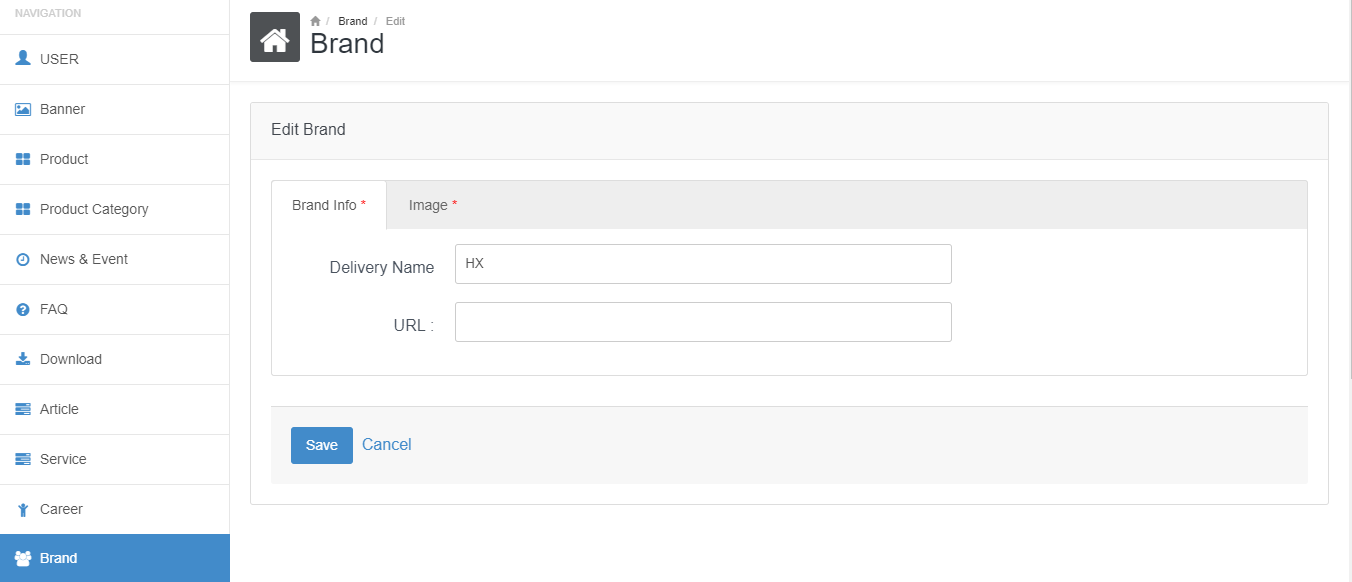 NAVIGATION
USER
Banner
Product
Product Category
News & Event
FAQ
Download
Article
Service
Career
Brand
/ Brand / Edit
Brand
Edit Brand
Brand Info * Image *
Delivery Name HX
URL :
Save Cancel